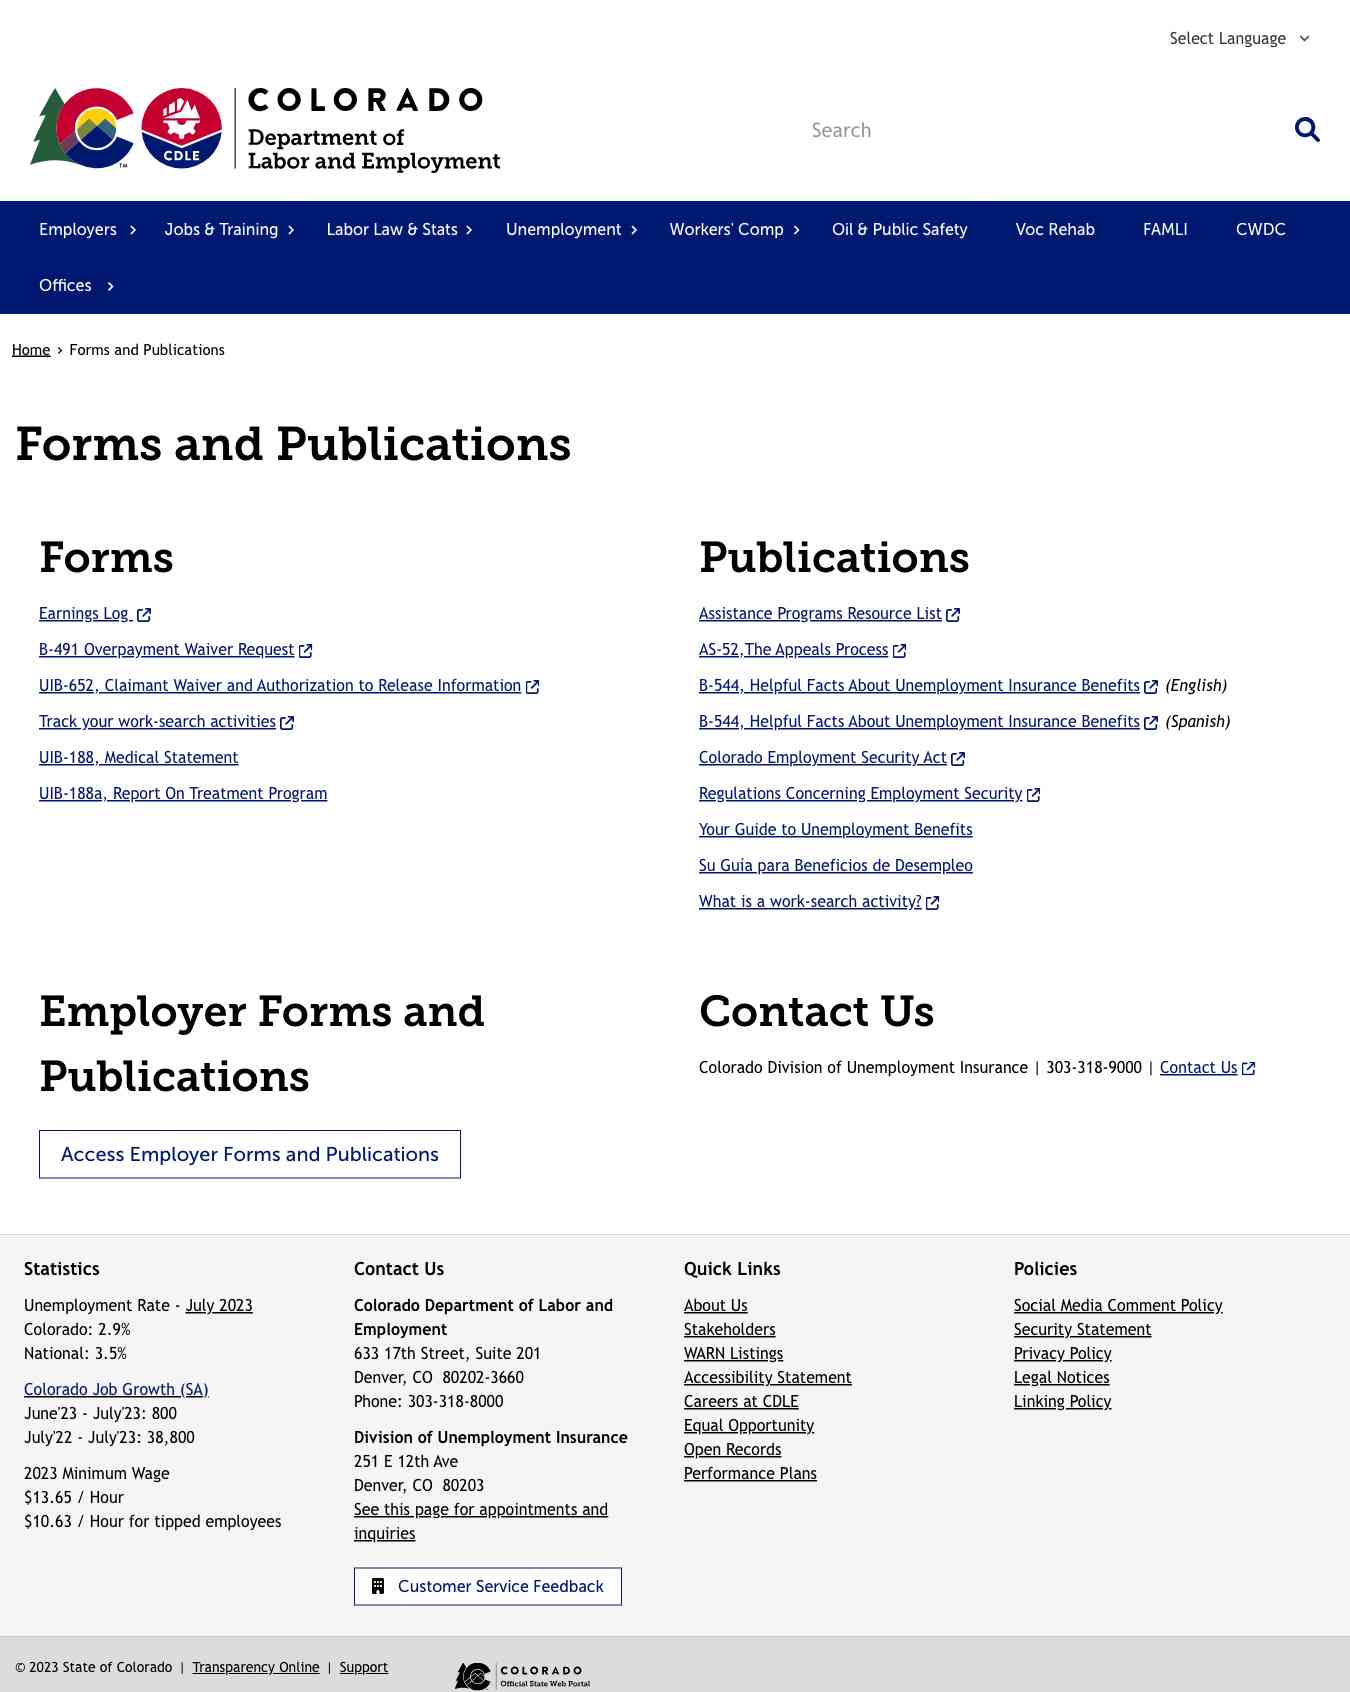 Select Language
COLORADO
Department of
Labor and Employment
CDLE
TM
Search
Employers Jobs & Training Labor Law & Stats Unemployment Workers' Comp Oil & Public Safety Voc Rehab FAMLI CWDC
Offices
Home › Forms and Publications
Forms and Publications
Forms
Earnings Log
B-491 Overpayment Waiver Request
UIB-652, Claimant Waiver and Authorization to Release Information
Track your work-search activities
UIB-188, Medical Statement
UIB-188a, Report On Treatment Program
Publications
Assistance Programs Resource List
AS-52,The Appeals Process
B-544, Helpful Facts About Unemployment Insurance Benefits (English)
B-544, Helpful Facts About Unemployment Insurance Benefits (Spanish)
Colorado Employment Security Act
Regulations Concerning Employment Security
Your Guide to Unemployment Benefits
Su Guia para Beneficios de Desempleo
What is a work-search activity?
Employer Forms and
Publications
Access Employer Forms and Publications
Contact Us
Colorado Division of Unemployment Insurance | 303-318-9000 | Contact Us
Statistics
Unemployment Rate - July 2023
Colorado: 2.9%
National: 3.5%
Colorado Job Growth (SA)
June'23 - July'23: 800
July'22 - July'23: 38,800
2023 Minimum Wage
$13.65 / Hour
$10.63 / Hour for tipped employees
Contact Us
Colorado Department of Labor and
Employment
633 17th Street, Suite 201
Denver, CO 80202-3660
Phone: 303-318-8000
Division of Unemployment Insurance
251 E 12th Ave
Denver, CO 80203
See this page for appointments and
inquiries
Customer Service Feedback
Quick Links
About Us
Stakeholders
WARN Listings
Accessibility Statement
Careers at CDLE
Equal Opportunity
Open Records
Performance Plans
Policies
Social Media Comment Policy
Security Statement
Privacy Policy
Legal Notices
Linking Policy
© 2023 State of Colorado | Transparency Online | Support
COLORADO
Official State Web Portal